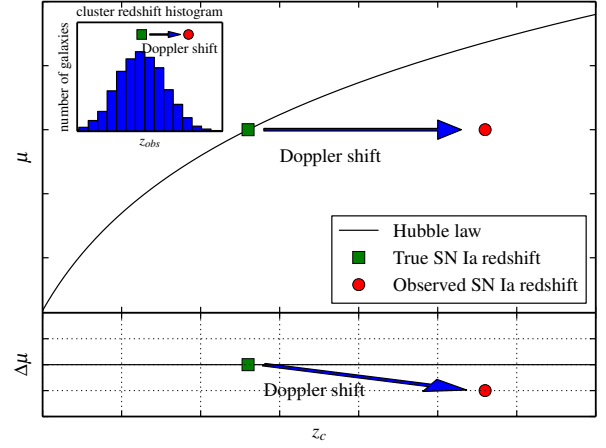 cluster redshift histogram
Doppler shift
number of galaxies
z_obs
μ
Doppler shift
Hubble law
True SN Ia redshift
Observed SN Ia redshift
Δμ
Doppler shift
z_c